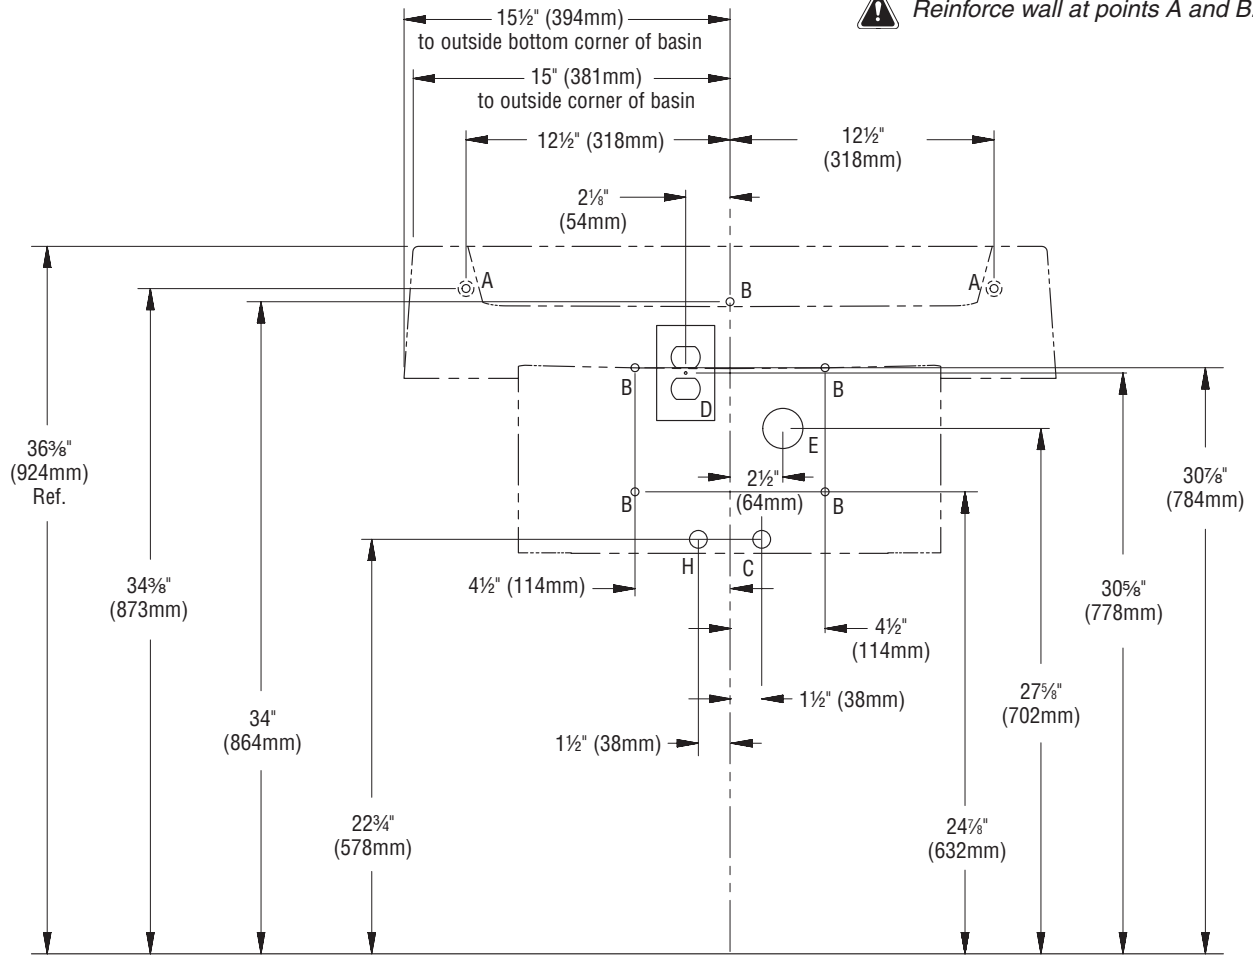 15½" (394mm)
to outside bottom corner of basin
Reinforce wall at points A and B.
15" (381mm)
to outside corner of basin
12½" (318mm)
12½"
(318mm)
2⅛"
(54mm)
A
B
A
B
D
B
E
36⅜"
(924mm)
Ref.
30⅞"
(784mm)
2½"
(64mm)
B
B
H
C
34⅜"
(873mm)
4½" (114mm)
30⅝"
(778mm)
4½"
(114mm)
27⅝"
(702mm)
1½" (38mm)
34"
(864mm)
1½" (38mm)
22¾"
(578mm)
24⅞"
(632mm)